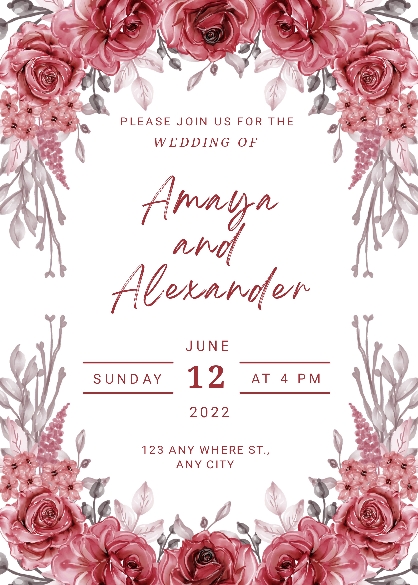 PLEASE JOIN US FOR THE
WEDDING OF
Amaya
and
Alexander
JUNE
SUNDAY 12 AT 4 PM
2022
123 ANY WHERE ST.,
ANY CITY